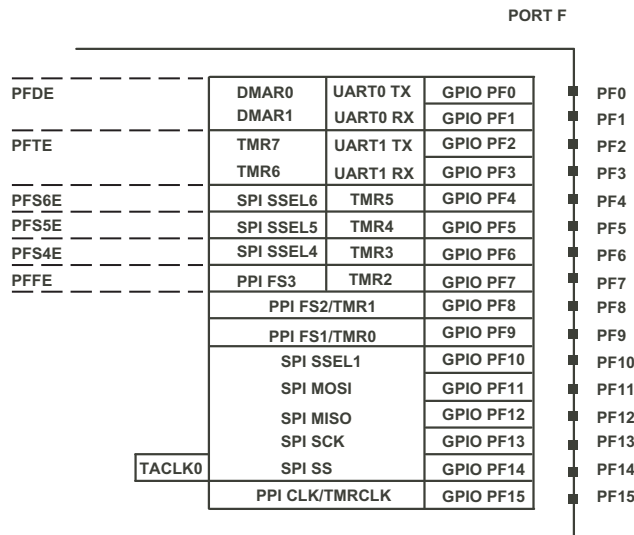 PORT F
PFDE DMAR0 UART0 TX GPIO PF0 PF0
DMAR1 UART0 RX GPIO PF1 PF1
PFTE TMR7 UART1 TX GPIO PF2 PF2
TMR6 UART1 RX GPIO PF3 PF3
PFS6E SPI SSEL6 TMR5 GPIO PF4 PF4
PFS5E SPI SSEL5 TMR4 GPIO PF5 PF5
PFS4E SPI SSEL4 TMR3 GPIO PF6 PF6
PFFE PPI FS3 TMR2 GPIO PF7 PF7
PPI FS2/TMR1 GPIO PF8 PF8
PPI FS1/TMR0 GPIO PF9 PF9
SPI SSEL1 GPIO PF10 PF10
SPI MOSI GPIO PF11 PF11
SPI MISO GPIO PF12 PF12
SPI SCK GPIO PF13 PF13
TACLK0 SPI SS GPIO PF14 PF14
PPI CLK/TMRCLK GPIO PF15 PF15